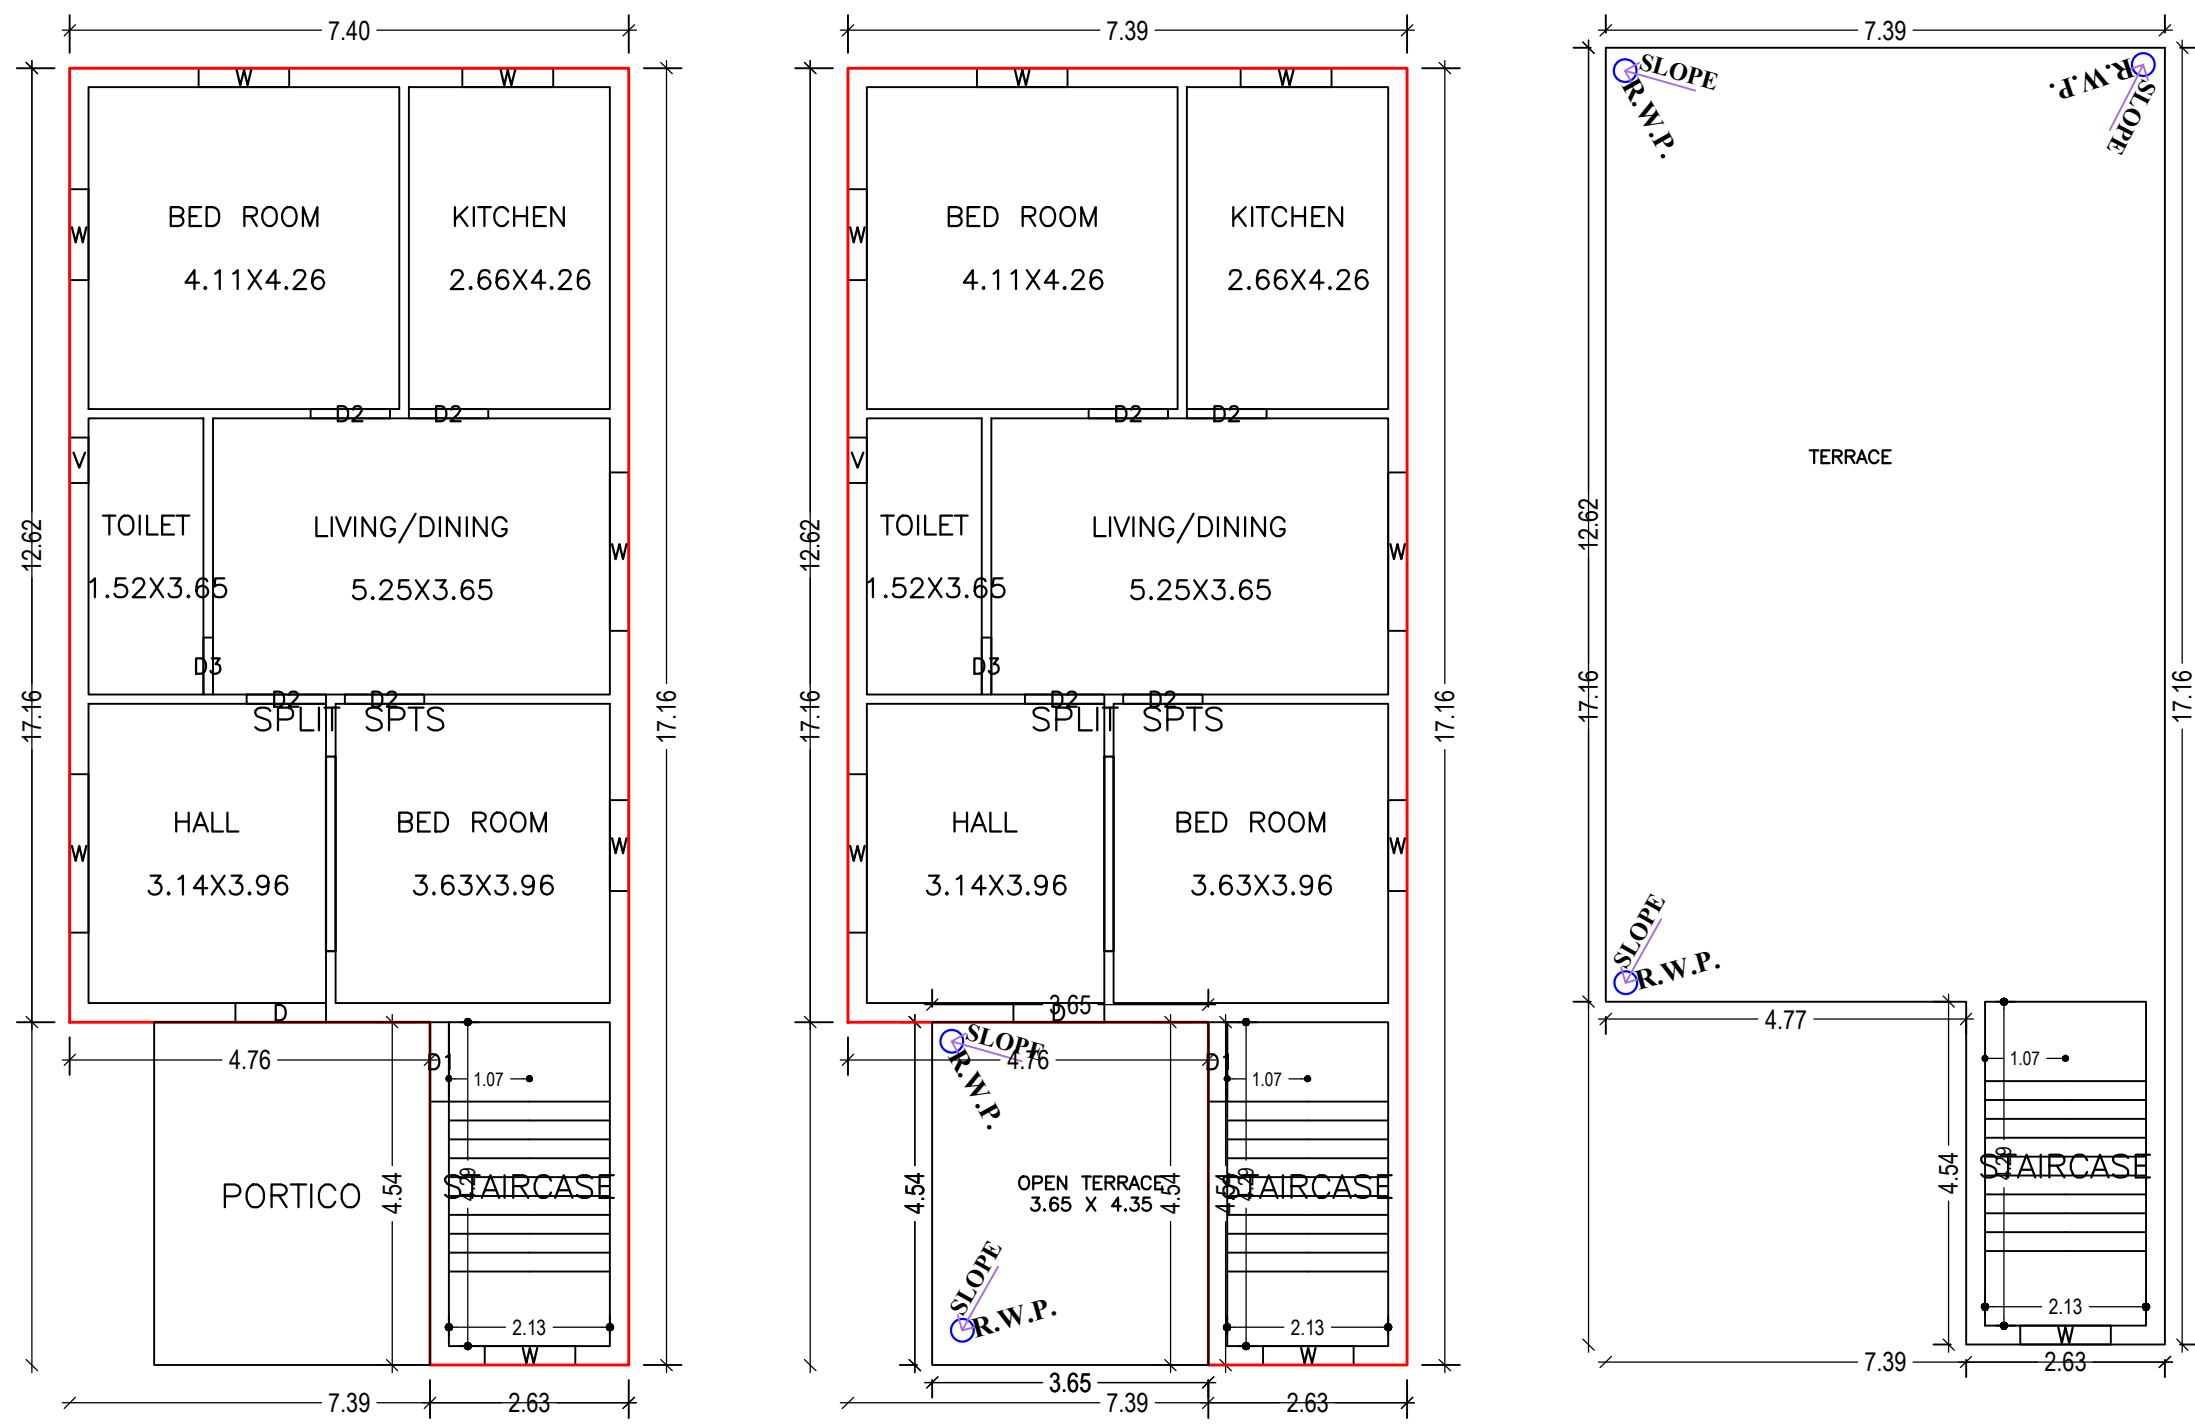 7.40
W
W
BED ROOM
KITCHEN
4.11X4.26
2.66X4.26
W
D2
D2
V
TOILET
LIVING/DINING
1.52X3.65
5.25X3.65
W
12.62
D3
D2
D2
SPLIT SPTS
17.16
17.16
HALL
BED ROOM
3.14X3.96
3.63X3.96
W
W
D
4.76
D1
1.07
PORTICO
4.54
4.29
STAIRCASE
2.13
W
7.39
2.63
7.39
W
W
BED ROOM
KITCHEN
4.11X4.26
2.66X4.26
W
D2
D2
V
TOILET
LIVING/DINING
1.52X3.65
5.25X3.65
W
12.62
D3
D2
D2
SPLIT SPTS
17.16
17.16
HALL
BED ROOM
3.14X3.96
3.63X3.96
W
W
3.65
D
SLOPE
R.W.P.
4.76
D1
1.07
OPEN TERRACE
3.65 X 4.35
4.54
4.54
4.54
4.29
STAIRCASE
SLOPE
R.W.P.
2.13
W
3.65
7.39
2.63
7.39
SLOPE
R.W.P.
R.W.P.
SLOPE
TERRACE
12.62
17.16
17.16
SLOPE
R.W.P.
4.77
1.07
4.54
4.29
STAIRCASE
2.13
W
7.39
2.63